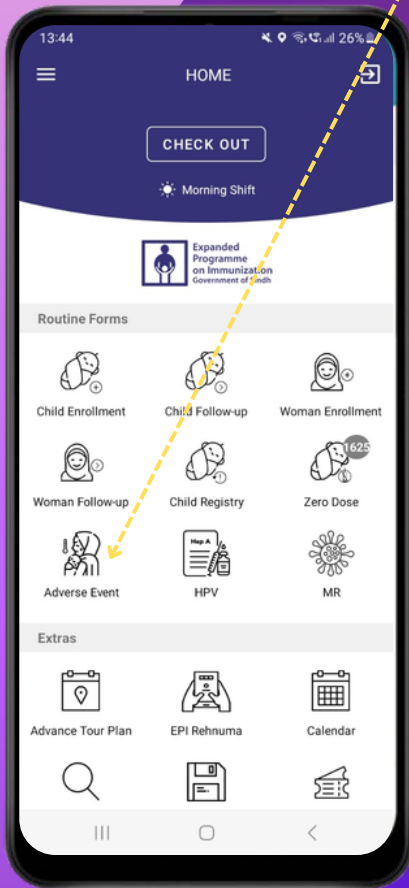 13:44 26%
HOME
CHECK OUT
Morning Shift
Expanded
Programme
on Immunization
Government of Sindh
Routine Forms
Child Enrollment Child Follow-up Woman Enrollment
1625
Woman Follow-up Child Registry Zero Dose
Hep A
Adverse Event HPV MR
Extras
Advance Tour Plan EPI Rehnuma Calendar